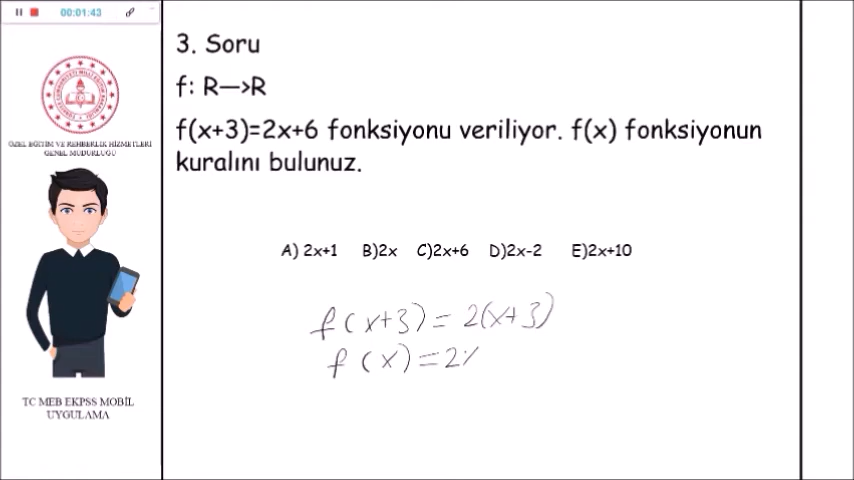 00:01:43
ÖZEL EĞİTİM VE REHBERLİK HİZMETLERİ
GENEL MÜDÜRLÜĞÜ
TC MEB EKPSS MOBİL
UYGULAMA
3. Soru
f: R—>R
f(x+3)=2x+6 fonksiyonu veriliyor. f(x) fonksiyonun
kuralını bulunuz.
A) 2x+1 B)2x C)2x+6 D)2x-2 E)2x+10
f(x+3) = 2(x+3)
f(x) = 2x